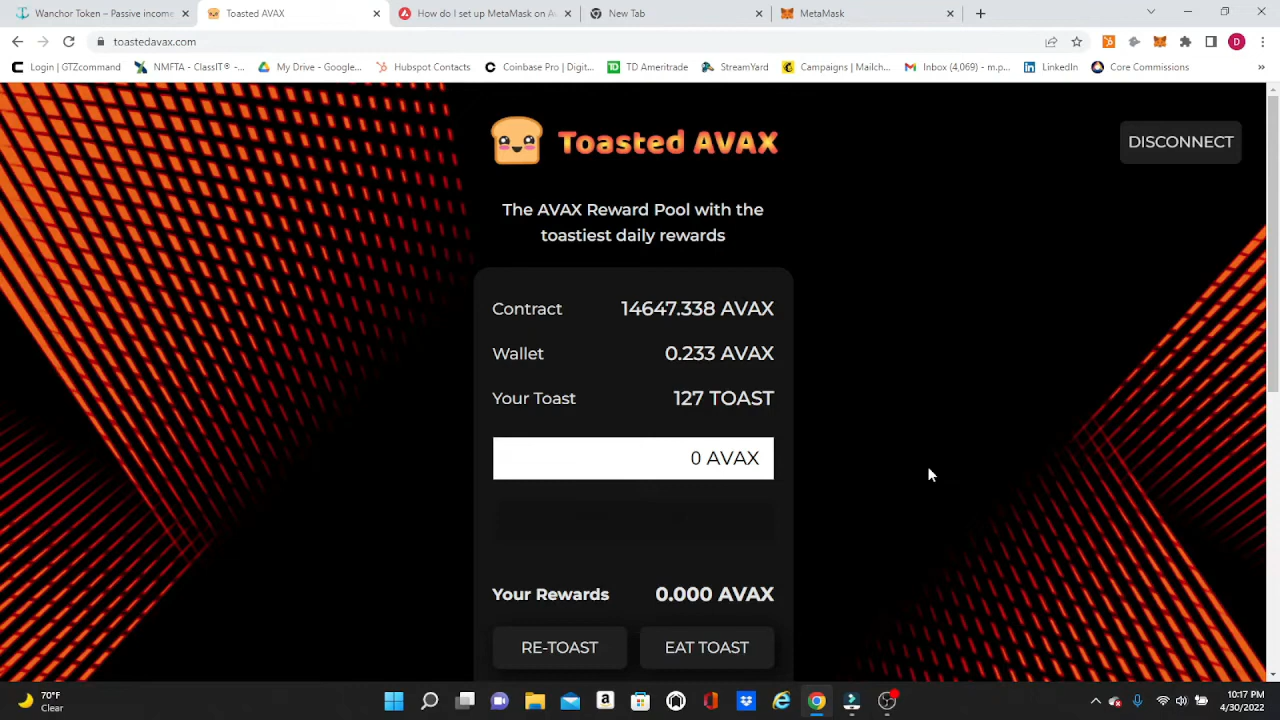 Wanchor Token – Passive income
Toasted AVAX
How do I set up MetaMask on A
New Tab
MetaMask
toastedavax.com
D
Login | GTZcommand
NMFTA - ClassIT® -...
My Drive - Google...
Hubspot Contacts
Coinbase Pro | Digit...
TD Ameritrade
StreamYard
Campaigns | Mailch...
Inbox (4,069) - m.p...
LinkedIn
Core Commissions
»
Toasted AVAX
DISCONNECT
The AVAX Reward Pool with the
toastiest daily rewards
Contract 14647.338 AVAX
Wallet 0.233 AVAX
Your Toast 127 TOAST
0 AVAX
Your Rewards 0.000 AVAX
RE-TOAST
EAT TOAST
70°F
Clear
10:17 PM
4/30/2022